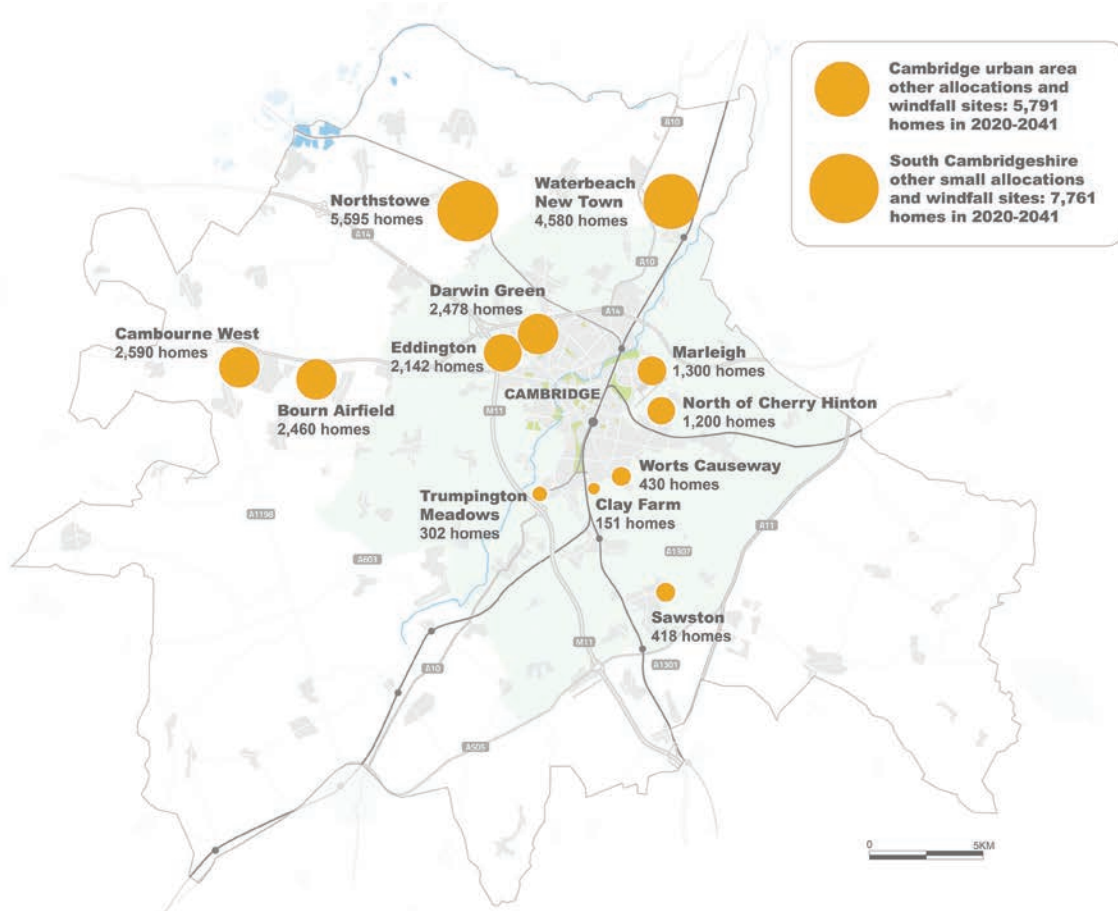 Cambridge urban area
other allocations and
windfall sites: 5,791
homes in 2020-2041
South Cambridgeshire
other small allocations
and windfall sites: 7,761
homes in 2020-2041
A10
Northstowe
5,595 homes
Waterbeach
New Town
4,580 homes
A14
A10
Darwin Green
2,478 homes
A14
Cambourne West
2,590 homes
Eddington
2,142 homes
Marleigh
1,300 homes
Bourn Airfield
2,460 homes
M11
CAMBRIDGE
North of Cherry Hinton
1,200 homes
Worts Causeway
430 homes
Trumpington
Meadows
302 homes
Clay Farm
151 homes
A1198
A11
A603
A1307
Sawston
418 homes
M11
A10
A1301
A505
0
5KM